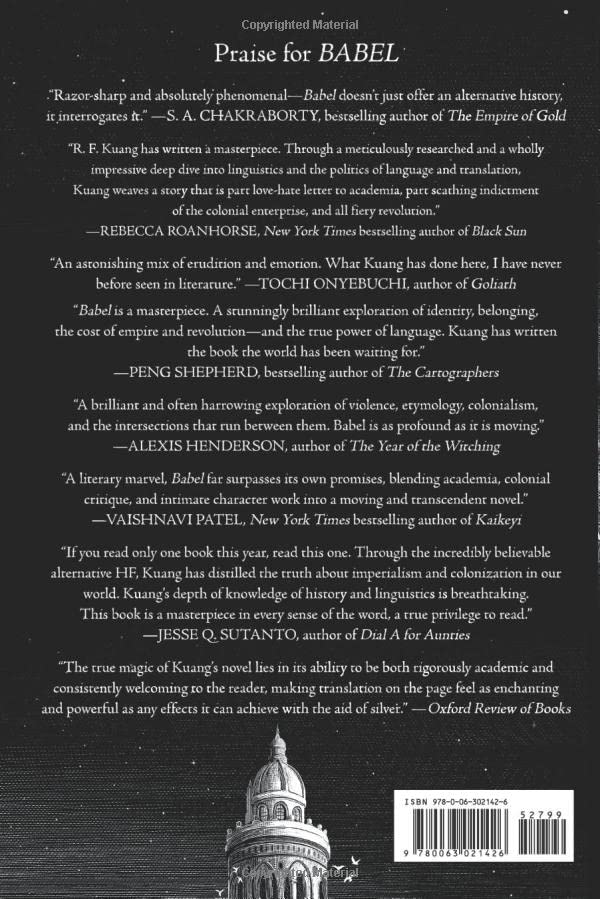 Copyrighted Material
Praise for BABEL
“Razor-sharp and absolutely phenomenal—Babel doesn’t just offer an alternative history,
it interrogates it.” —S. A. CHAKRABORTY, bestselling author of The Empire of Gold
“R. F. Kuang has written a masterpiece. Through a meticulously researched and a wholly
impressive deep dive into linguistics and the politics of language and translation,
Kuang weaves a story that is part love-hate letter to academia, part scathing indictment
of the colonial enterprise, and all fiery revolution.”
—REBECCA ROANHORSE, New York Times bestselling author of Black Sun
“An astonishing mix of erudition and emotion. What Kuang has done here, I have never
before seen in literature.” —TOCHI ONYEBUCHI, author of Goliath
“Babel is a masterpiece. A stunningly brilliant exploration of identity, belonging,
the cost of empire and revolution—and the true power of language. Kuang has written
the book the world has been waiting for.”
—PENG SHEPHERD, bestselling author of The Cartographers
“A brilliant and often harrowing exploration of violence, etymology, colonialism,
and the intersections that run between them. Babel is as profound as it is moving.”
—ALEXIS HENDERSON, author of The Year of the Witching
“A literary marvel, Babel far surpasses its own promises, blending academia, colonial
critique, and intimate character work into a moving and transcendent novel.”
—VAISHNAVI PATEL, New York Times bestselling author of Kaikeyi
“If you read only one book this year, read this one. Through the incredibly believable
alternative HF, Kuang has distilled the truth about imperialism and colonization in our
world. Kuang’s depth of knowledge of history and linguistics is breathtaking.
This book is a masterpiece in every sense of the word, a true privilege to read.”
—JESSE Q. SUTANTO, author of Dial A for Aunties
“The true magic of Kuang’s novel lies in its ability to be both rigorously academic and
consistently welcoming to the reader, making translation on the page feel as enchanting
and powerful as any effects it can achieve with the aid of silver.” —Oxford Review of Books
ISBN 978-0-06-302142-6
52799
9 780063 021426
Copyrighted Material